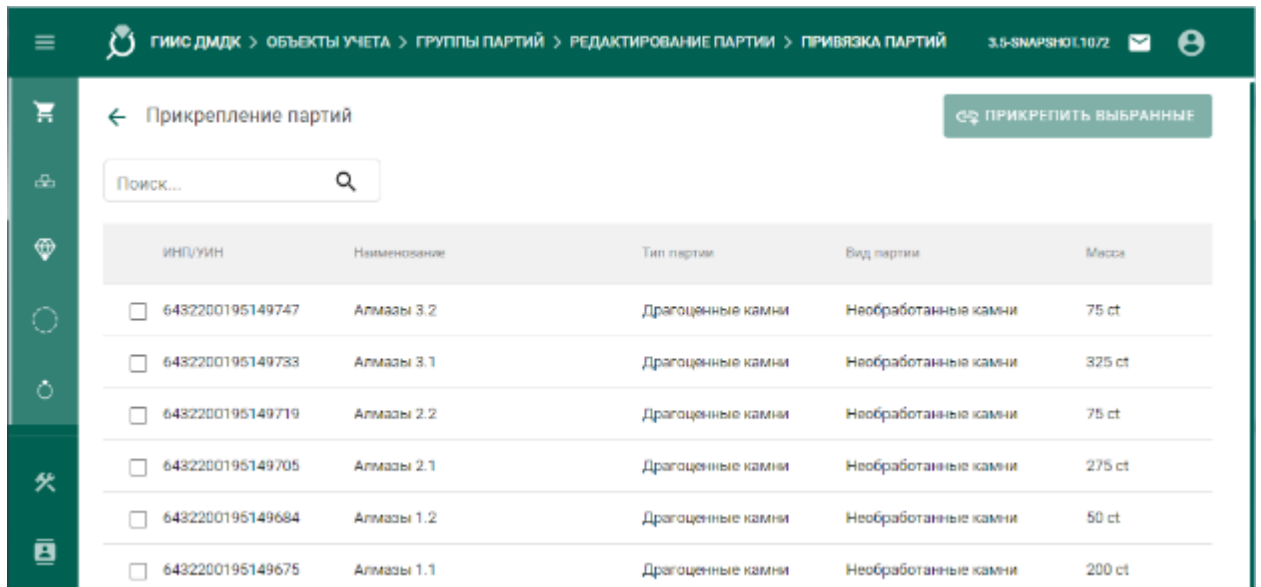 ГИИС ДМДК > ОБЪЕКТЫ УЧЕТА > ГРУППЫ ПАРТИЙ > РЕДАКТИРОВАНИЕ ПАРТИИ > ПРИВЯЗКА ПАРТИЙ 3.5-SNAPSHOT.1072
Прикрепление партий ПРИКРЕПИТЬ ВЫБРАННЫЕ
Поиск...
ИНП/УИН Наименование Тип партии Вид партии Масса
6432200195149747 Алмазы 3.2 Драгоценные камни Необработанные камни 75 ct
6432200195149733 Алмазы 3.1 Драгоценные камни Необработанные камни 325 ct
6432200195149719 Алмазы 2.2 Драгоценные камни Необработанные камни 75 ct
6432200195149705 Алмазы 2.1 Драгоценные камни Необработанные камни 275 ct
6432200195149684 Алмазы 1.2 Драгоценные камни Необработанные камни 50 ct
6432200195149675 Алмазы 1.1 Драгоценные камни Необработанные камни 200 ct